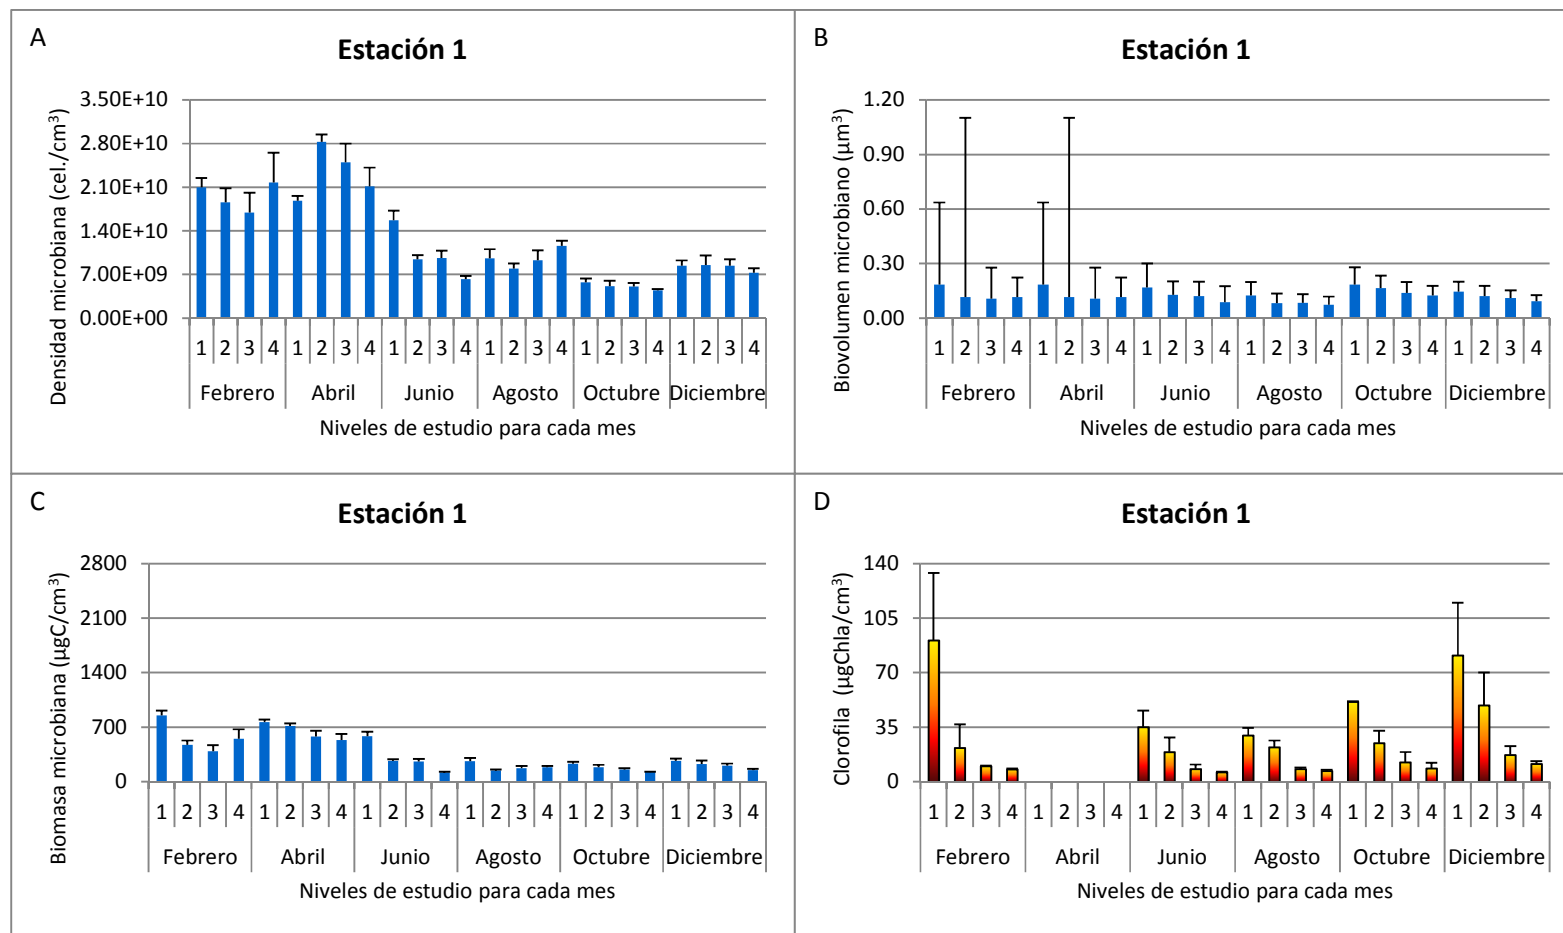 A
Estación 1
Densidad microbiana (cel./cm³)
3.50E+10
2.80E+10
2.10E+10
1.40E+10
7.00E+09
0.00E+00
1 2 3 4 1 2 3 4 1 2 3 4 1 2 3 4 1 2 3 4 1 2 3 4
Febrero Abril Junio Agosto Octubre Diciembre
Niveles de estudio para cada mes
B
Estación 1
Biovolumen microbiano (µm³)
1.20
0.90
0.60
0.30
0.00
1 2 3 4 1 2 3 4 1 2 3 4 1 2 3 4 1 2 3 4 1 2 3 4
Febrero Abril Junio Agosto Octubre Diciembre
Niveles de estudio para cada mes
C
Estación 1
Biomasa microbiana (µgC/cm³)
2800
2100
1400
700
0
1 2 3 4 1 2 3 4 1 2 3 4 1 2 3 4 1 2 3 4 1 2 3 4
Febrero Abril Junio Agosto Octubre Diciembre
Niveles de estudio para cada mes
D
Estación 1
Clorofila (µgChla/cm³)
140
105
70
35
0
1 2 3 4 1 2 3 4 1 2 3 4 1 2 3 4 1 2 3 4 1 2 3 4
Febrero Abril Junio Agosto Octubre Diciembre
Niveles de estudio para cada mes